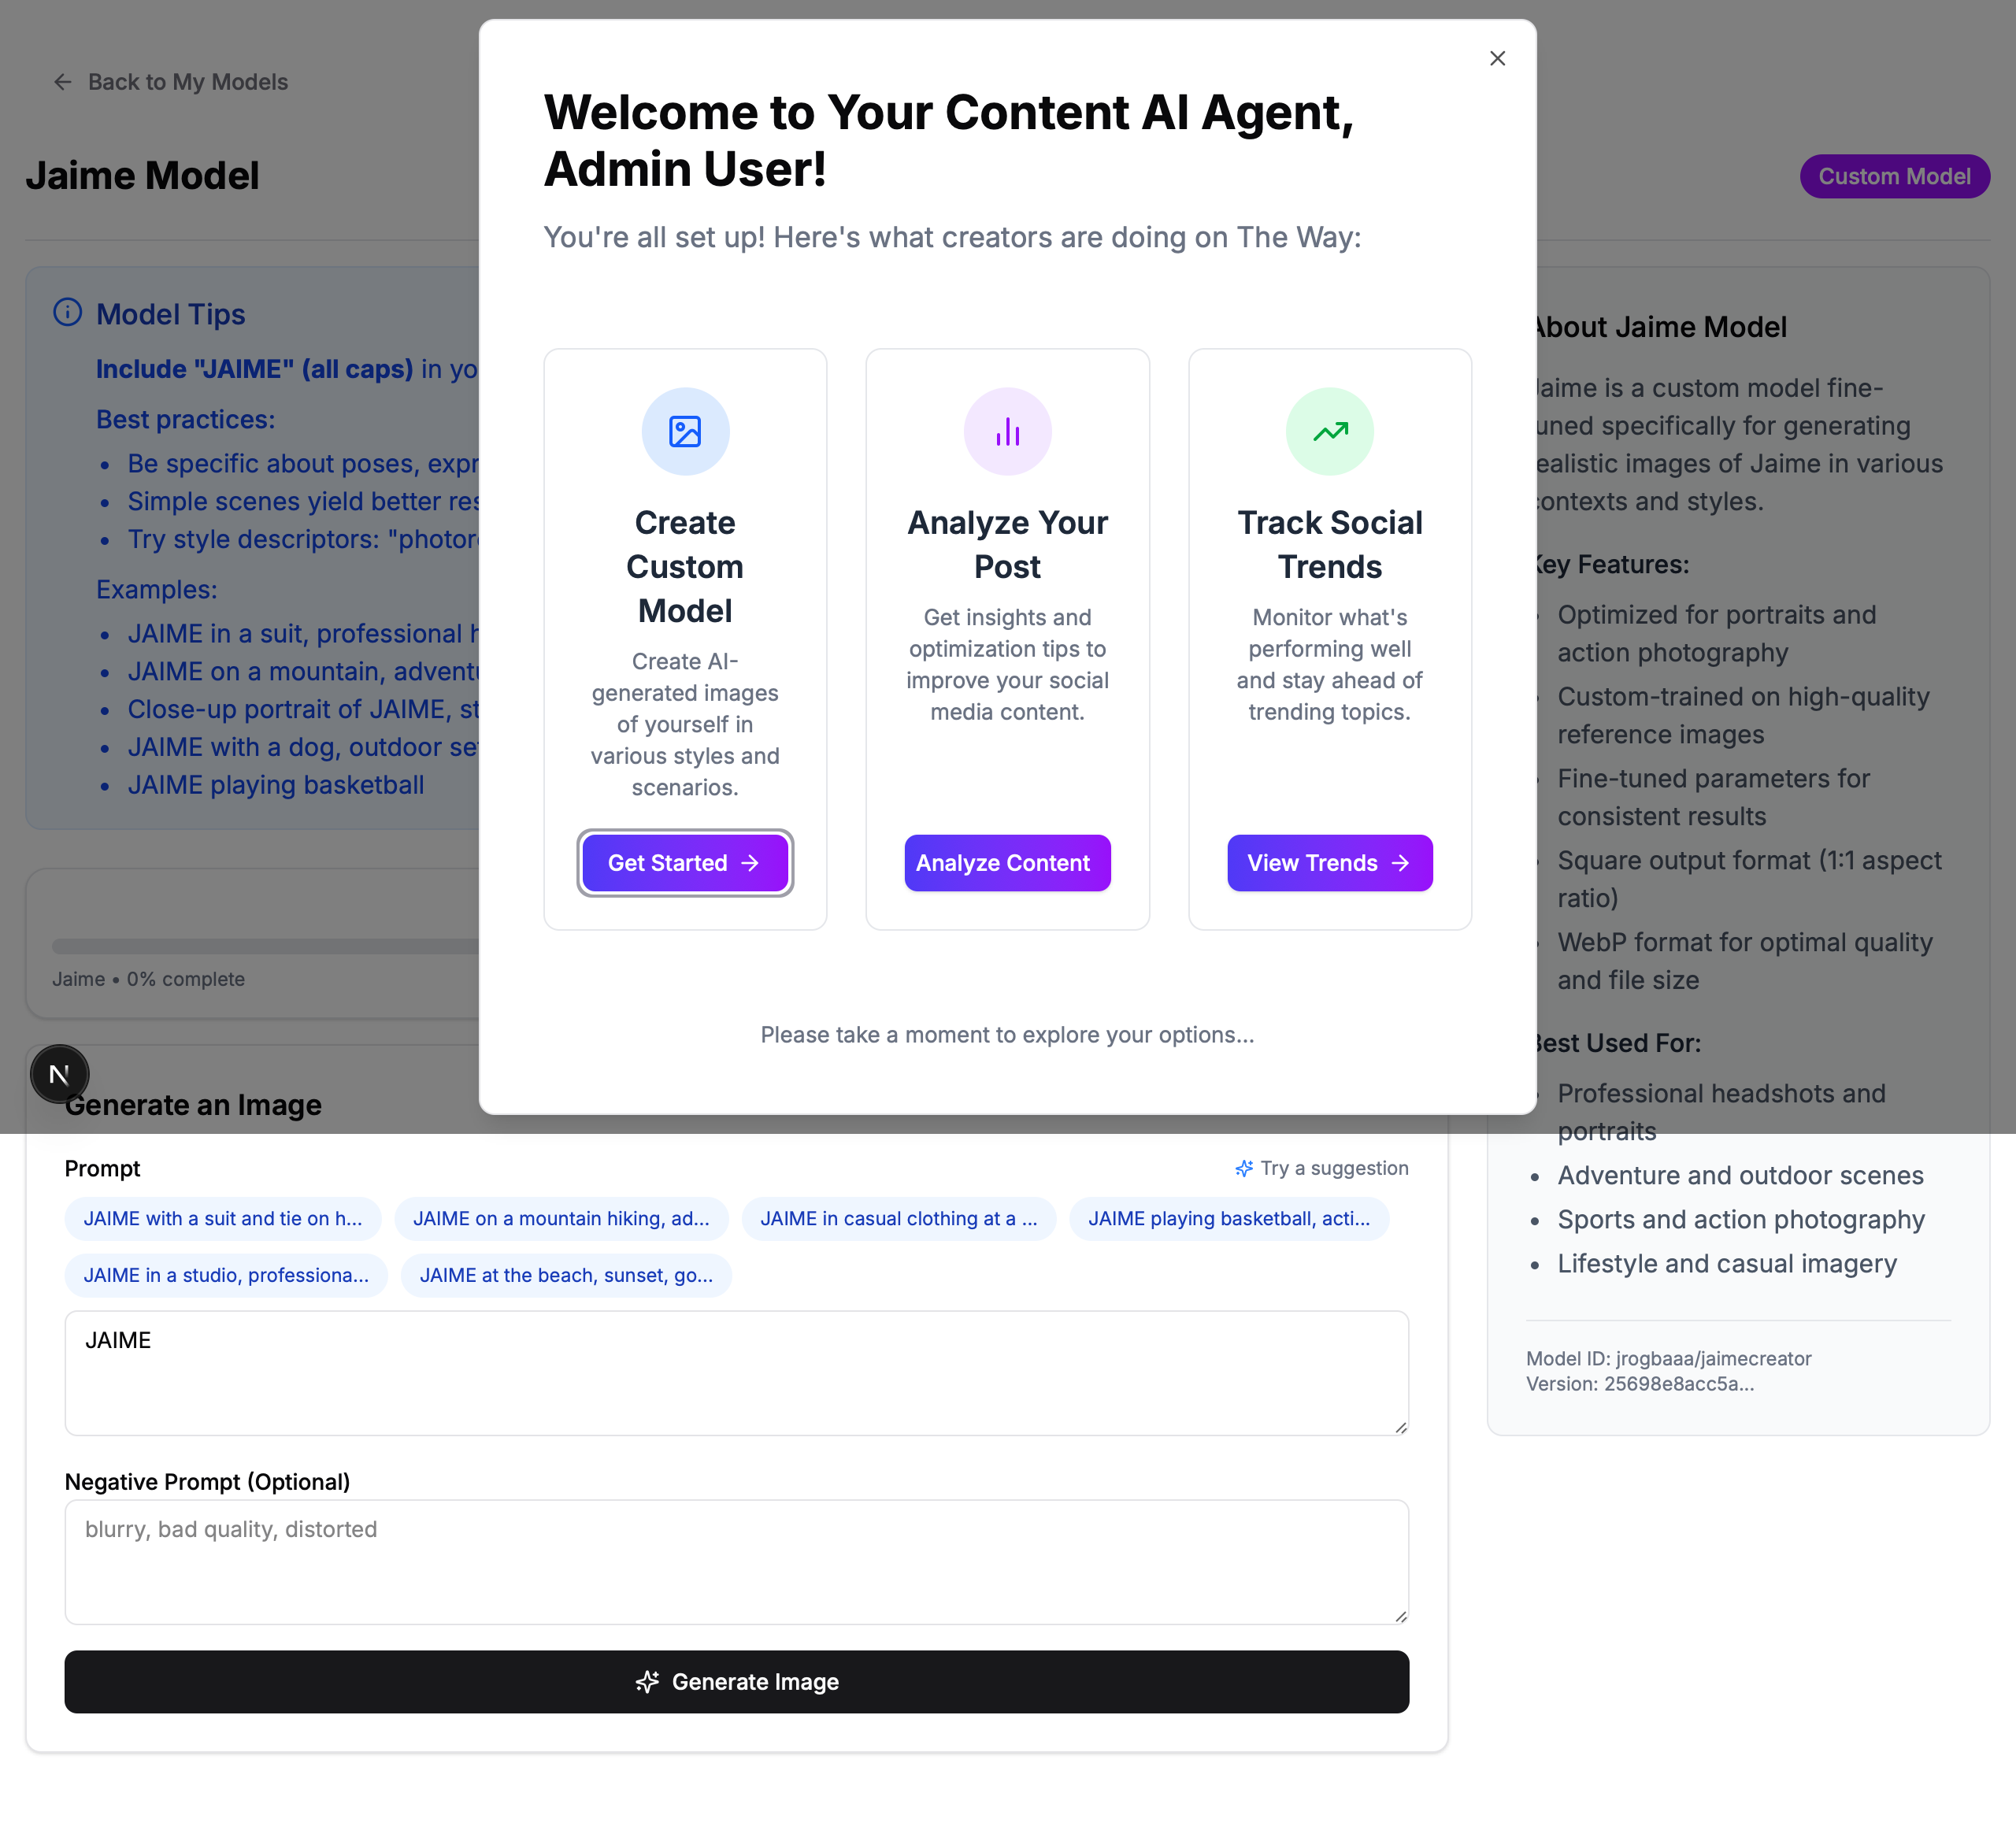 Back to My Models
Jaime Model
Custom Model
Model Tips
Include "JAIME" (all caps) in yo
Best practices:
Be specific about poses, expr
Simple scenes yield better res
Try style descriptors: "photor
Examples:
JAIME in a suit, professional h
JAIME on a mountain, advent
Close-up portrait of JAIME, st
JAIME with a dog, outdoor se
JAIME playing basketball
Jaime • 0% complete
Welcome to Your Content AI Agent,
Admin User!
You're all set up! Here's what creators are doing on The Way:
Create
Custom
Model
Create AI-
generated images
of yourself in
various styles and
scenarios.
Get Started
Analyze Your
Post
Get insights and
optimization tips to
improve your social
media content.
Analyze Content
Track Social
Trends
Monitor what's
performing well
and stay ahead of
trending topics.
View Trends
Please take a moment to explore your options...
About Jaime Model
Jaime is a custom model fine-
tuned specifically for generating
realistic images of Jaime in various
contexts and styles.
Key Features:
Optimized for portraits and
action photography
Custom-trained on high-quality
reference images
Fine-tuned parameters for
consistent results
Square output format (1:1 aspect
ratio)
WebP format for optimal quality
and file size
Best Used For:
Professional headshots and
portraits
Adventure and outdoor scenes
Sports and action photography
Lifestyle and casual imagery
Model ID: jrogbaaa/jaimecreator
Version: 25698e8acc5a...
N
Generate an Image
Prompt
Try a suggestion
JAIME with a suit and tie on h...
JAIME on a mountain hiking, ad...
JAIME in casual clothing at a ...
JAIME playing basketball, acti...
JAIME in a studio, professiona...
JAIME at the beach, sunset, go...
JAIME
Negative Prompt (Optional)
blurry, bad quality, distorted
Generate Image